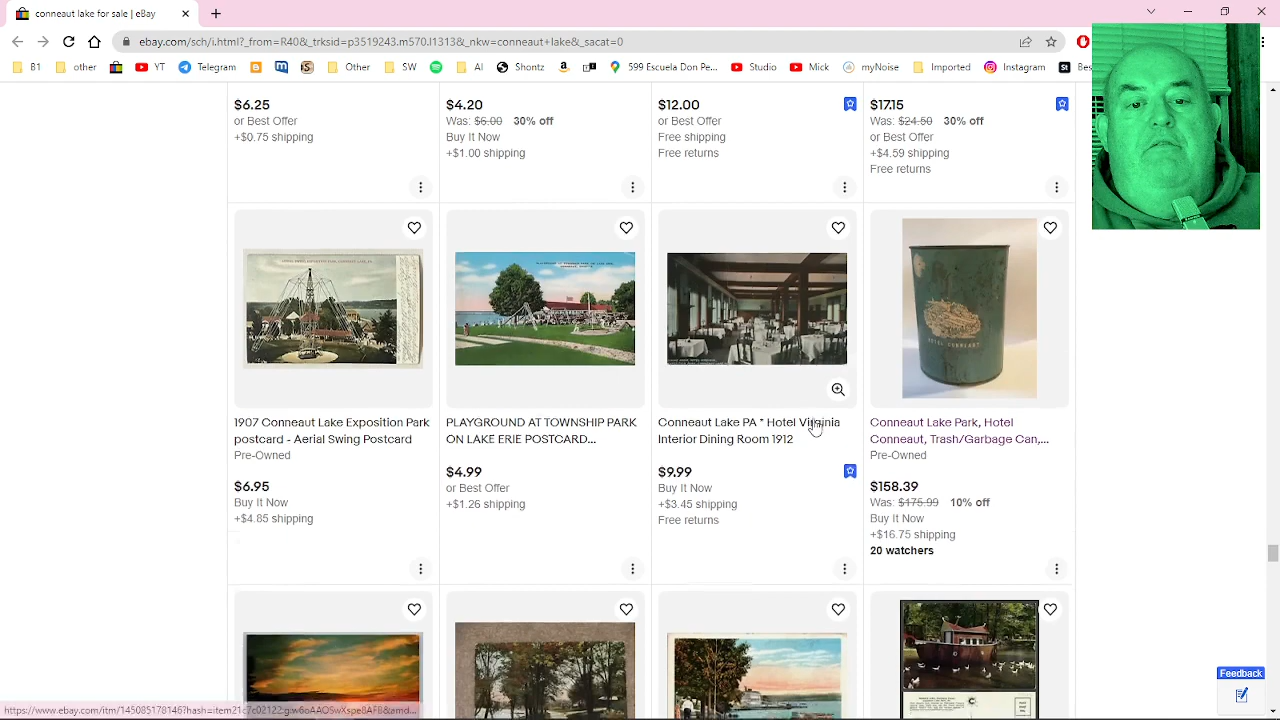 conneaut lake for sale | eBay
ebay.com/sch/i.html?_from=R40&_trksid=p3519202.m570.l1313&_nkw=conneaut+lake&_sacat=0
B1 other YT Telegram Other SW AI 599 Escuela Don Pe... Studio Mick myNoise Imported Instagram
$6.25 $4.20 $12.00 $17.15
or Best Offer Was: $6.00 30% off or Best Offer Was: $24.50 30% off
+$0.75 shipping Buy It Now Free shipping or Best Offer
+$1.00 shipping Free returns +$4.59 shipping
Free returns
HOTEL CONNEAUT
1907 Conneaut Lake Exposition Park PLAYGROUND AT TOWNSHIP PARK Conneaut Lake PA * Hotel Virginia Conneaut Lake Park, Hotel
postcard - Aerial Swing Postcard ON LAKE ERIE POSTCARD... Interior Dining Room 1912 Conneaut, Trash/Garbage Can,...
Pre-Owned Pre-Owned
$6.95 $4.99 $9.99 $158.39
Buy It Now or Best Offer Buy It Now Was: $175.99 10% off
+$4.85 shipping +$1.26 shipping +$3.45 shipping Buy It Now
Free returns +$16.75 shipping
20 watchers
Feedback